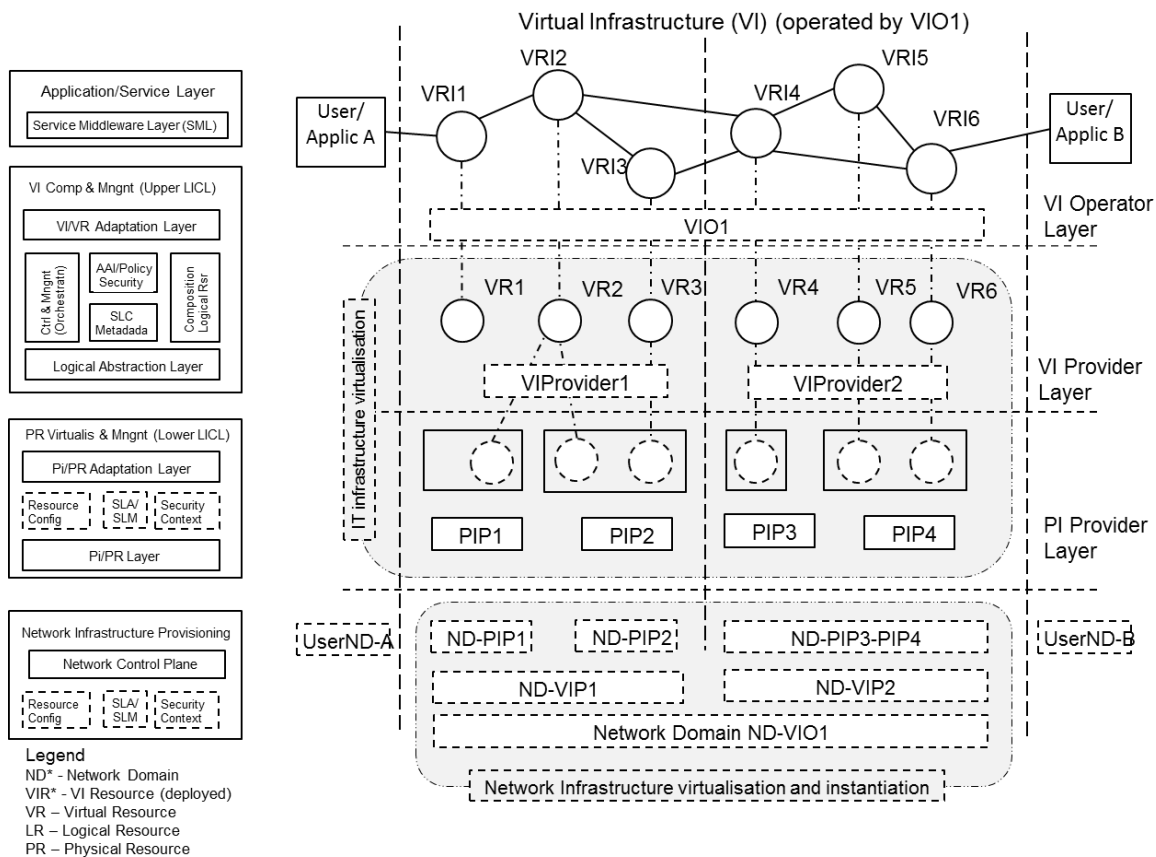 Virtual Infrastructure (VI) (operated by VIO1)
Application/Service Layer
Service Middleware Layer (SML)
VI Comp & Mngnt (Upper LICL)
VI/VR Adaptation Layer
Ctrl & Mngnt
(Orchestratn)
AAI/Policy
Security
SLC
Metadada
Composition
Logical Rsr
Logical Abstraction Layer
PR Virtualis & Mngnt (Lower LICL)
Pi/PR Adaptation Layer
Resource
Config
SLA/
SLM
Security
Context
Pi/PR Layer
Network Infrastructure Provisioning
Network Control Plane
Resource
Config
SLA/
SLM
Security
Context
Legend
ND* - Network Domain
VIR* - VI Resource (deployed)
VR – Virtual Resource
LR – Logical Resource
PR – Physical Resource
User/
Applic A
VRI1
VRI2
VRI3
VRI4
VRI5
VRI6
User/
Applic B
VIO1
VI Operator
Layer
IT infrastructure virtualisation
VR1
VR2
VR3
VR4
VR5
VR6
VIProvider1
VIProvider2
VI Provider
Layer
PIP1
PIP2
PIP3
PIP4
PI Provider
Layer
UserND-A
ND-PIP1
ND-PIP2
ND-PIP3-PIP4
UserND-B
ND-VIP1
ND-VIP2
Network Domain ND-VIO1
Network Infrastructure virtualisation and instantiation